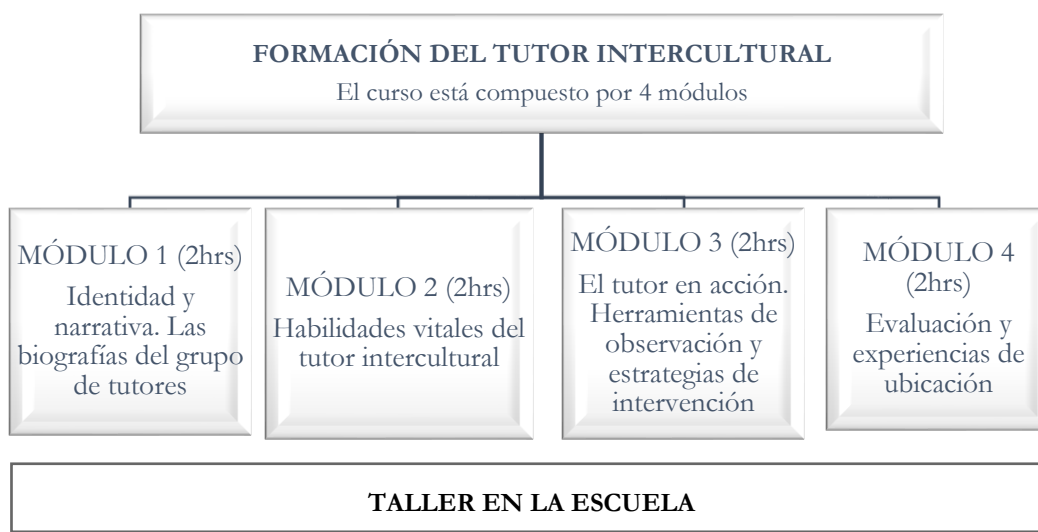 FORMACIÓN DEL TUTOR INTERCULTURAL
El curso está compuesto por 4 módulos
MÓDULO 1 (2hrs)
Identidad y
narrativa. Las
biografías del grupo
de tutores
MÓDULO 2 (2hrs)
Habilidades vitales del
tutor intercultural
MÓDULO 3 (2hrs)
El tutor en acción.
Herramientas de
observación y
estrategias de
intervención
MÓDULO 4
(2hrs)
Evaluación y
experiencias de
ubicación
TALLER EN LA ESCUELA